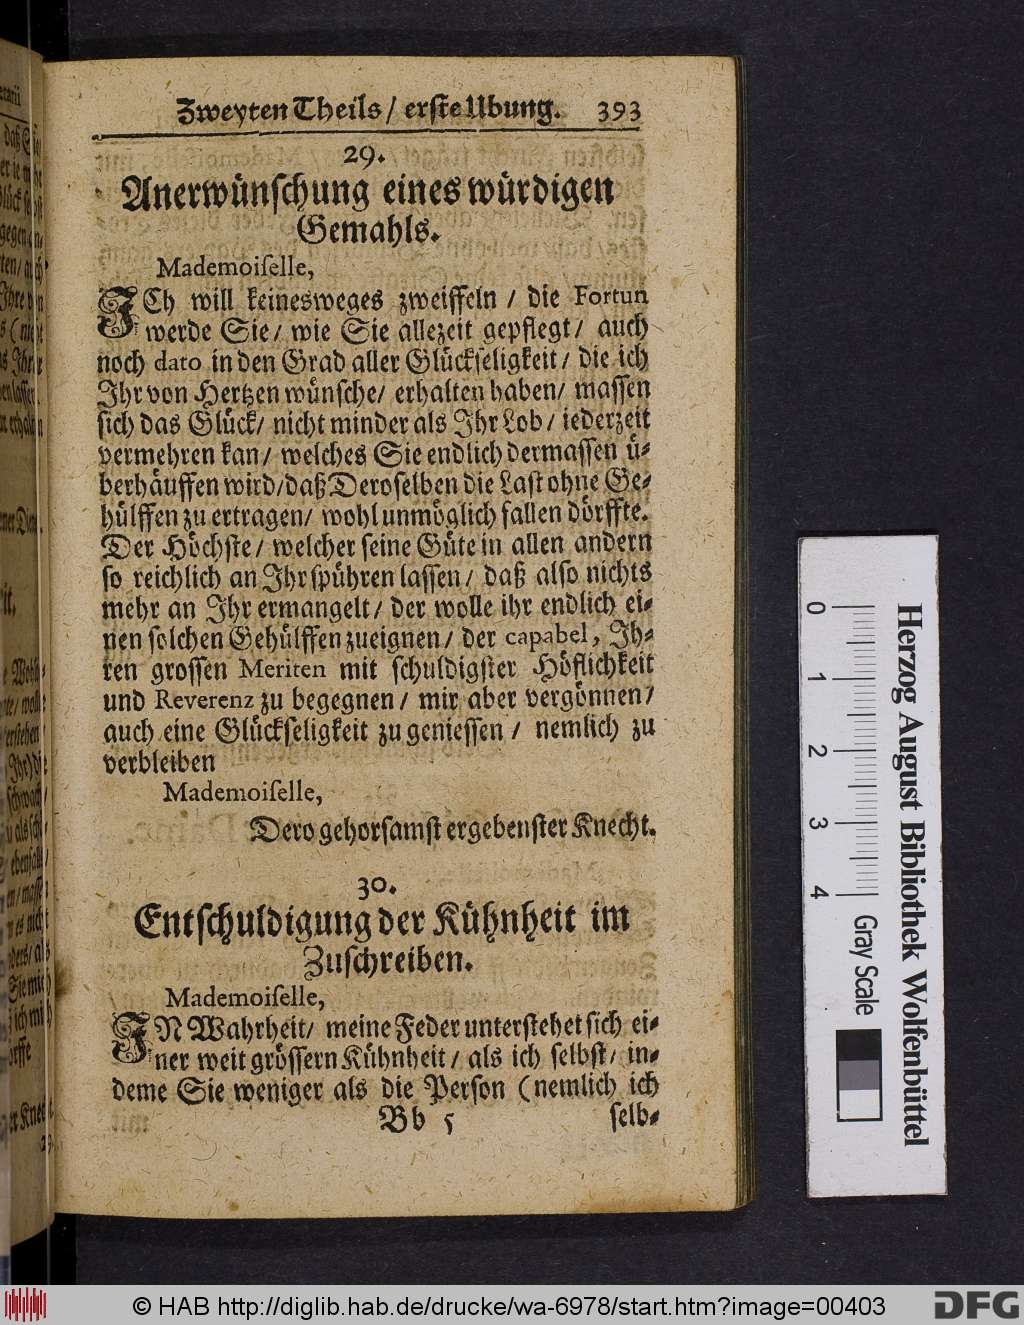 Zweyten Theils / erste Ubung. 393
29.
Anerwünschung eines würdigen
Gemahls.
Mademoiſelle,
ICh will keinesweges zweiffeln / die Fortun
werde Sie / wie Sie allezeit gepflegt / auch
noch dato in den Grad aller Glückseligkeit / die ich
Ihr von Hertzen wünsche / erhalten haben / massen
sich das Glück / nicht minder als Ihr Lob / iederzeit
vermehren kan / welches Sie endlich dermassen ü-
berhäuffen wird / daß Deroselben die Last ohne Ge-
hülffen zu ertragen / wohl unmöglich fallen dörffte.
Der Höchste / welcher seine Güte in allen andern
so reichlich an Ihr spühren lassen / daß also nichts
mehr an Ihr ermangelt / der wolle ihr endlich ei-
nen solchen Gehülffen zueignen / der capabel, Ih-
ren grossen Meriten mit schuldigster Höflichkeit
und Reverenz zu begegnen / mir aber vergönnen /
auch eine Glückseligkeit zu geniessen / nemlich zu
verbleiben
Mademoiſelle,
Dero gehorsamst ergebenster Knecht.
30.
Entschuldigung der Kühnheit im
Zuschreiben.
Mademoiſelle,
IN Wahrheit / meine Feder unterstehet sich ei-
ner weit grössern Kühnheit / als ich selbst / in-
deme Sie weniger als die Person (nemlich ich
Bb 5 selb-
0 1 2 3 4
Gray Scale
Herzog August Bibliothek Wolfenbüttel
© HAB http://diglib.hab.de/drucke/wa-6978/start.htm?image=00403
DFG